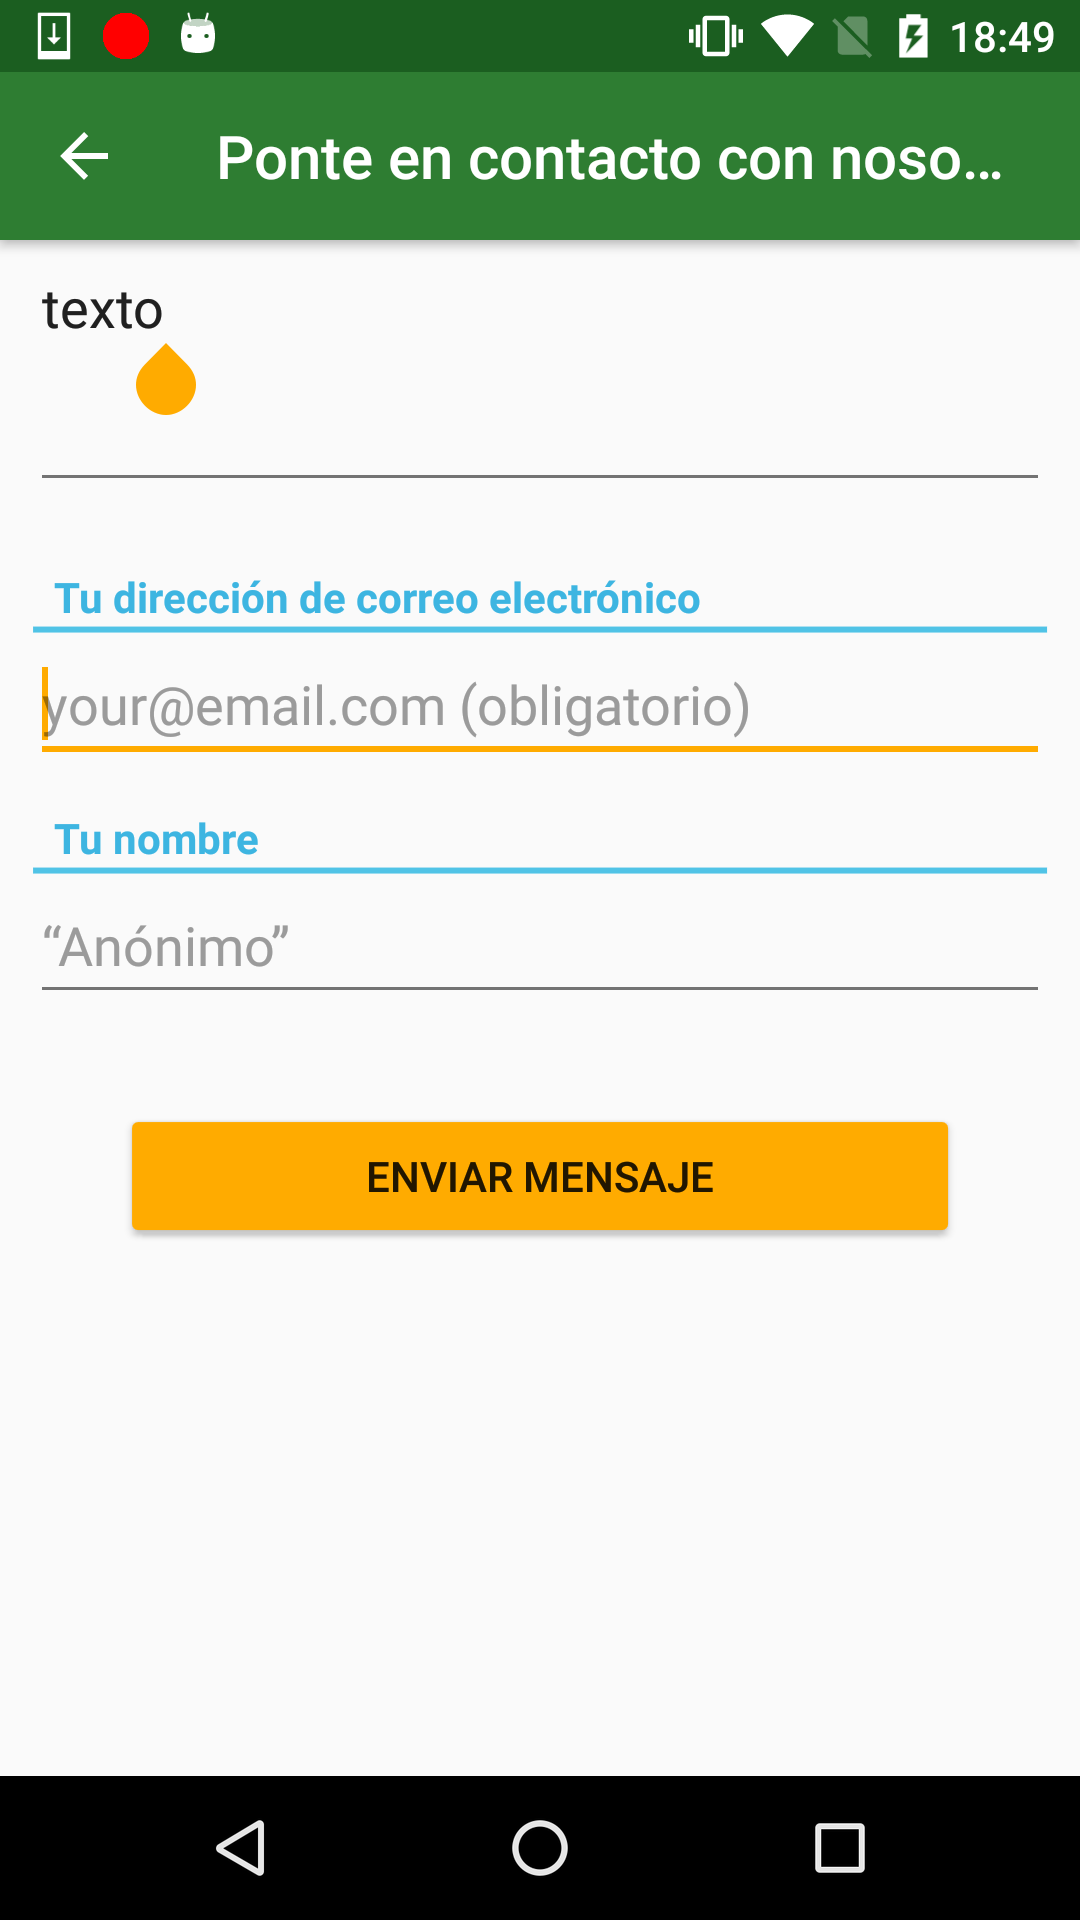 18:49
Ponte en contacto con noso…
texto
Tu dirección de correo electrónico
your@email.com (obligatorio)
Tu nombre
“Anónimo”
ENVIAR MENSAJE